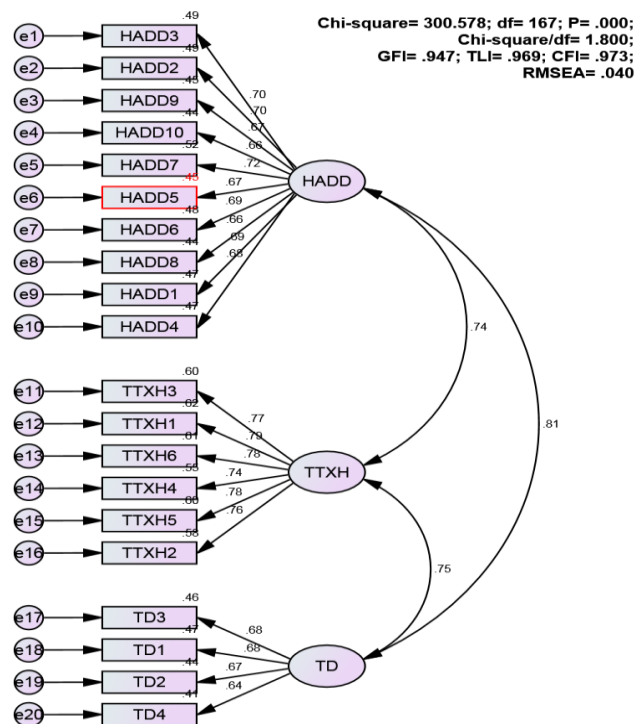 Chi-square= 300.578; df= 167; P= .000;
Chi-square/df= 1.800;
GFI= .947; TLI= .969; CFI= .973;
RMSEA= .040
.49
e1 HADD3
.49
e2 HADD2
.45
e3 HADD9
.44
e4 HADD10
.52
e5 HADD7
.45
e6 HADD5
.48
e7 HADD6
.44
e8 HADD8
.47
e9 HADD1
.47
e10 HADD4
.70
.70
.67
.66
.72
.67
.69
.66
.69
.68
HADD
.74
.81
.60
e11 TTXH3
.62
e12 TTXH1
.61
e13 TTXH6
.55
e14 TTXH4
.60
e15 TTXH5
.58
e16 TTXH2
.77
.79
.78
.74
.78
.76
TTXH
.75
.46
e17 TD3
.47
e18 TD1
.44
e19 TD2
.41
e20 TD4
.68
.68
.67
.64
TD